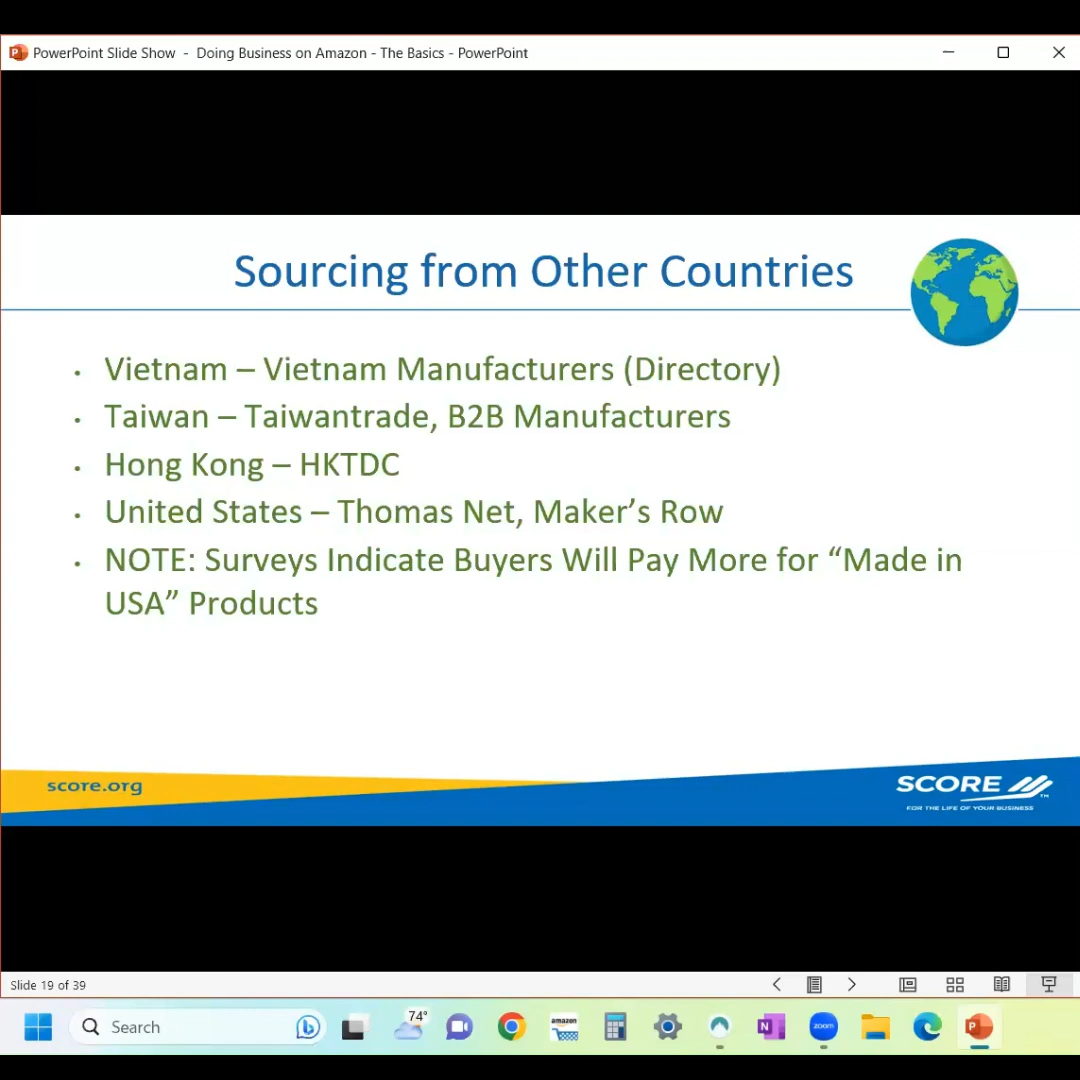 PowerPoint Slide Show - Doing Business on Amazon - The Basics - PowerPoint
Sourcing from Other Countries
• Vietnam – Vietnam Manufacturers (Directory)
• Taiwan – Taiwantrade, B2B Manufacturers
• Hong Kong – HKTDC
• United States – Thomas Net, Maker’s Row
• NOTE: Surveys Indicate Buyers Will Pay More for “Made in
USA” Products
score.org
SCORE
FOR THE LIFE OF YOUR BUSINESS
Slide 19 of 39
Search
74°
amazon
N
zoom
P